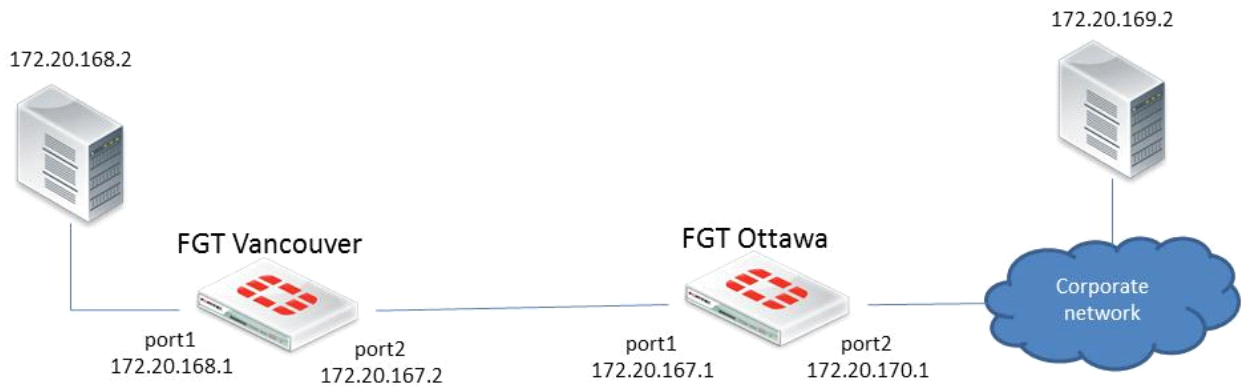 172.20.169.2
172.20.168.2
FGT Vancouver
FGT Ottawa
Corporate
network
port1
172.20.168.1
port2
172.20.167.2
port1
172.20.167.1
port2
172.20.170.1